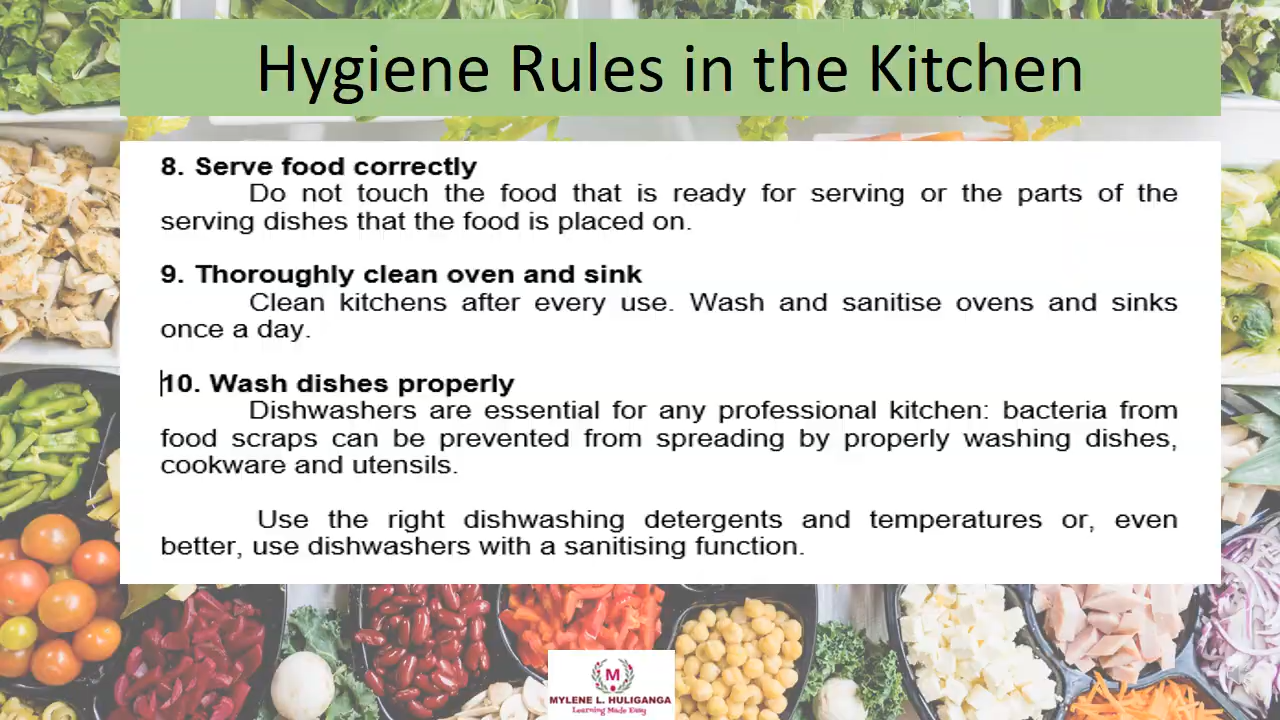 Hygiene Rules in the Kitchen
8. Serve food correctly
Do not touch the food that is ready for serving or the parts of the
serving dishes that the food is placed on.
9. Thoroughly clean oven and sink
Clean kitchens after every use. Wash and sanitise ovens and sinks
once a day.
10. Wash dishes properly
Dishwashers are essential for any professional kitchen: bacteria from
food scraps can be prevented from spreading by properly washing dishes,
cookware and utensils.
Use the right dishwashing detergents and temperatures or, even
better, use dishwashers with a sanitising function.
M
MYLENE L. HULIGANGA
Learning Made Easy